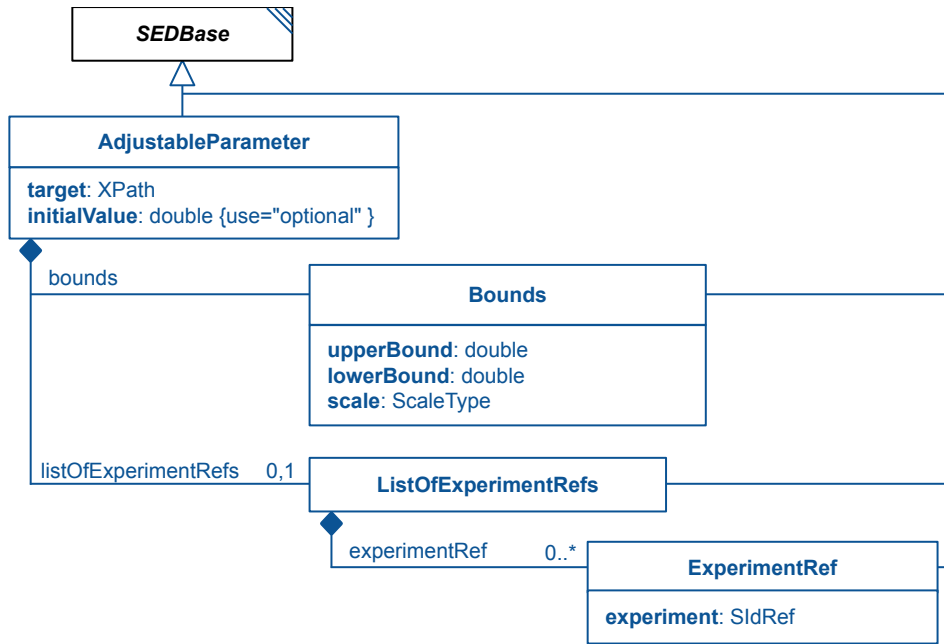 SEDBase
AdjustableParameter
target: XPath
initialValue: double {use="optional" }
bounds
Bounds
upperBound: double
lowerBound: double
scale: ScaleType
listOfExperimentRefs 0,1
ListOfExperimentRefs
experimentRef 0..*
ExperimentRef
experiment: SIdRef